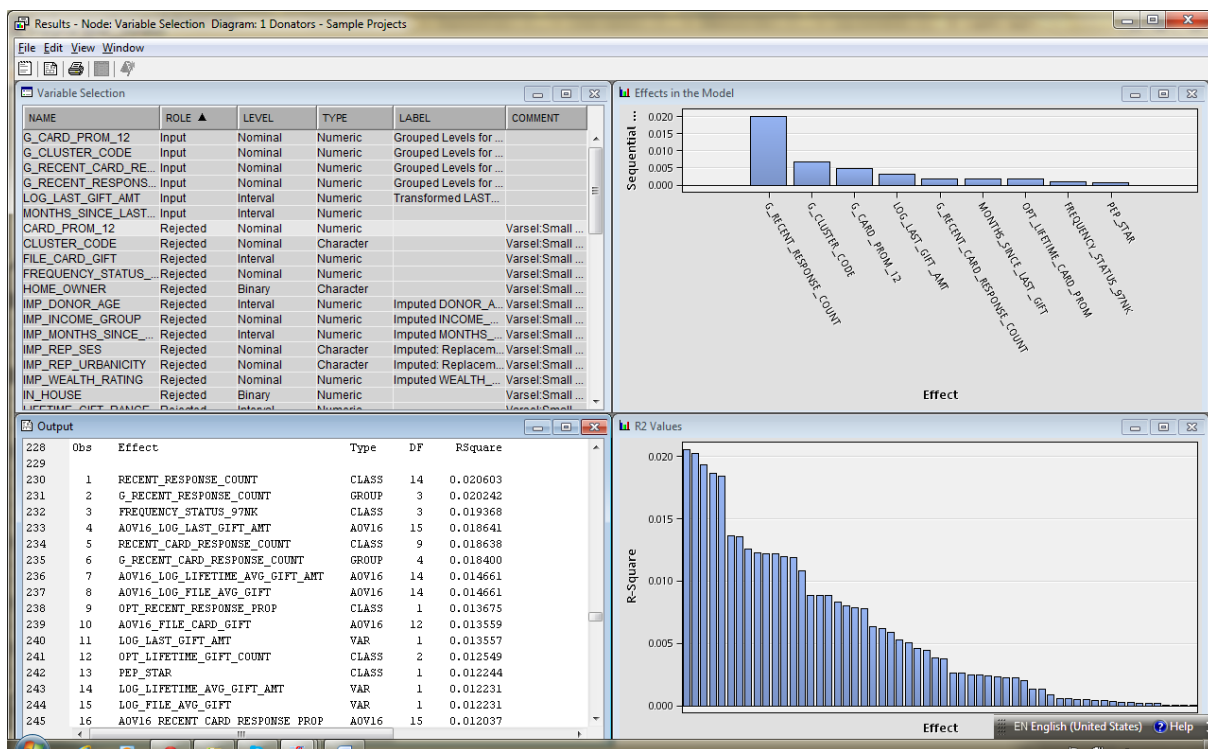 Results - Node: Variable Selection Diagram: 1 Donators - Sample Projects
File Edit View Window
Variable Selection
NAME ROLE ▲ LEVEL TYPE LABEL COMMENT
G_CARD_PROM_12 Input Nominal Numeric Grouped Levels for ...
G_CLUSTER_CODE Input Nominal Numeric Grouped Levels for ...
G_RECENT_CARD_RE... Input Nominal Numeric Grouped Levels for ...
G_RECENT_RESPONS... Input Nominal Numeric Grouped Levels for ...
LOG_LAST_GIFT_AMT Input Interval Numeric Transformed LAST...
MONTHS_SINCE_LAST... Input Interval Numeric
CARD_PROM_12 Rejected Nominal Numeric Varsel:Small ...
CLUSTER_CODE Rejected Nominal Character Varsel:Small ...
FILE_CARD_GIFT Rejected Interval Numeric Varsel:Small ...
FREQUENCY_STATUS_... Rejected Nominal Numeric Varsel:Small ...
HOME_OWNER Rejected Binary Character Varsel:Small ...
IMP_DONOR_AGE Rejected Interval Numeric Imputed DONOR_A... Varsel:Small ...
IMP_INCOME_GROUP Rejected Nominal Numeric Imputed INCOME_... Varsel:Small ...
IMP_MONTHS_SINCE_... Rejected Interval Numeric Imputed MONTHS_... Varsel:Small ...
IMP_REP_SES Rejected Nominal Character Imputed: Replacem... Varsel:Small ...
IMP_REP_URBANICITY Rejected Nominal Character Imputed: Replacem... Varsel:Small ...
IMP_WEALTH_RATING Rejected Nominal Numeric Imputed WEALTH_... Varsel:Small ...
IN_HOUSE Rejected Binary Numeric Varsel:Small ...
LIFETIME_GIFT_RANGE Rejected Interval Numeric Varsel:Small ...
Effects in the Model
Sequential ...
0.020
0.015
0.010
0.005
0.000
G_RECENT_RESPONSE_COUNT
G_CLUSTER_CODE
G_CARD_PROM_12
LOG_LAST_GIFT_AMT
G_RECENT_CARD_RESPONSE_COUNT
MONTHS_SINCE_LAST_GIFT
OPT_LIFETIME_CARD_PROM
FREQUENCY_STATUS_97NK
PEP_STAR
Effect
Output
228 Obs Effect Type DF RSquare
229
230 1 RECENT_RESPONSE_COUNT CLASS 14 0.020603
231 2 G_RECENT_RESPONSE_COUNT GROUP 3 0.020242
232 3 FREQUENCY_STATUS_97NK CLASS 3 0.019368
233 4 AOV16_LOG_LAST_GIFT_AMT AOV16 15 0.018641
234 5 RECENT_CARD_RESPONSE_COUNT CLASS 9 0.018638
235 6 G_RECENT_CARD_RESPONSE_COUNT GROUP 4 0.018400
236 7 AOV16_LOG_LIFETIME_AVG_GIFT_AMT AOV16 14 0.014661
237 8 AOV16_LOG_FILE_AVG_GIFT AOV16 14 0.014661
238 9 OPT_RECENT_RESPONSE_PROP CLASS 1 0.013675
239 10 AOV16_FILE_CARD_GIFT AOV16 12 0.013559
240 11 LOG_LAST_GIFT_AMT VAR 1 0.013557
241 12 OPT_LIFETIME_GIFT_COUNT CLASS 2 0.012549
242 13 PEP_STAR CLASS 1 0.012244
243 14 LOG_LIFETIME_AVG_GIFT_AMT VAR 1 0.012231
244 15 LOG_FILE_AVG_GIFT VAR 1 0.012231
245 16 AOV16_RECENT_CARD_RESPONSE_PROP AOV16 15 0.012037
R2 Values
R-Square
0.020
0.015
0.010
0.005
0.000
Effect
EN English (United States) Help